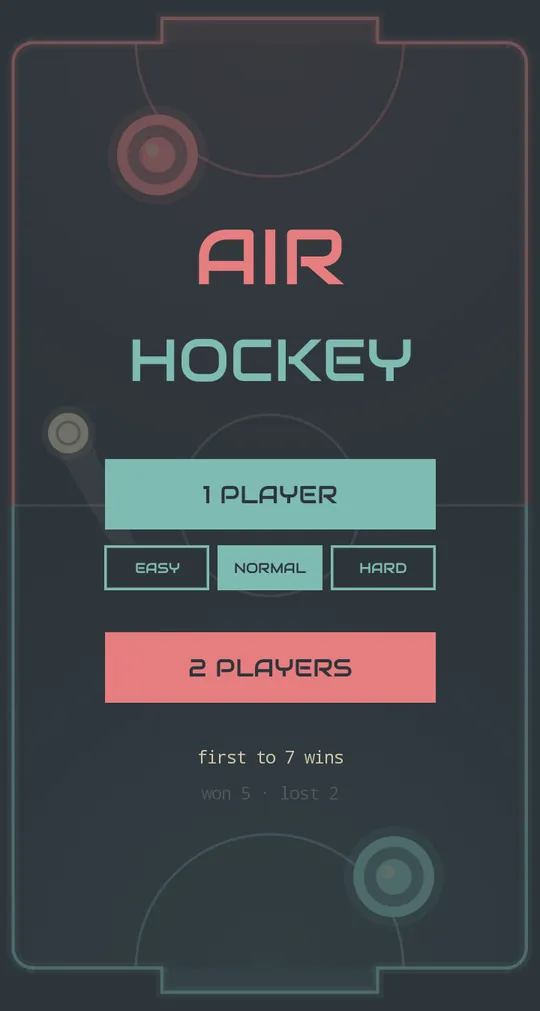 AIR
HOCKEY
1 PLAYER
EASY NORMAL HARD
2 PLAYERS
first to 7 wins
won 5 · lost 2